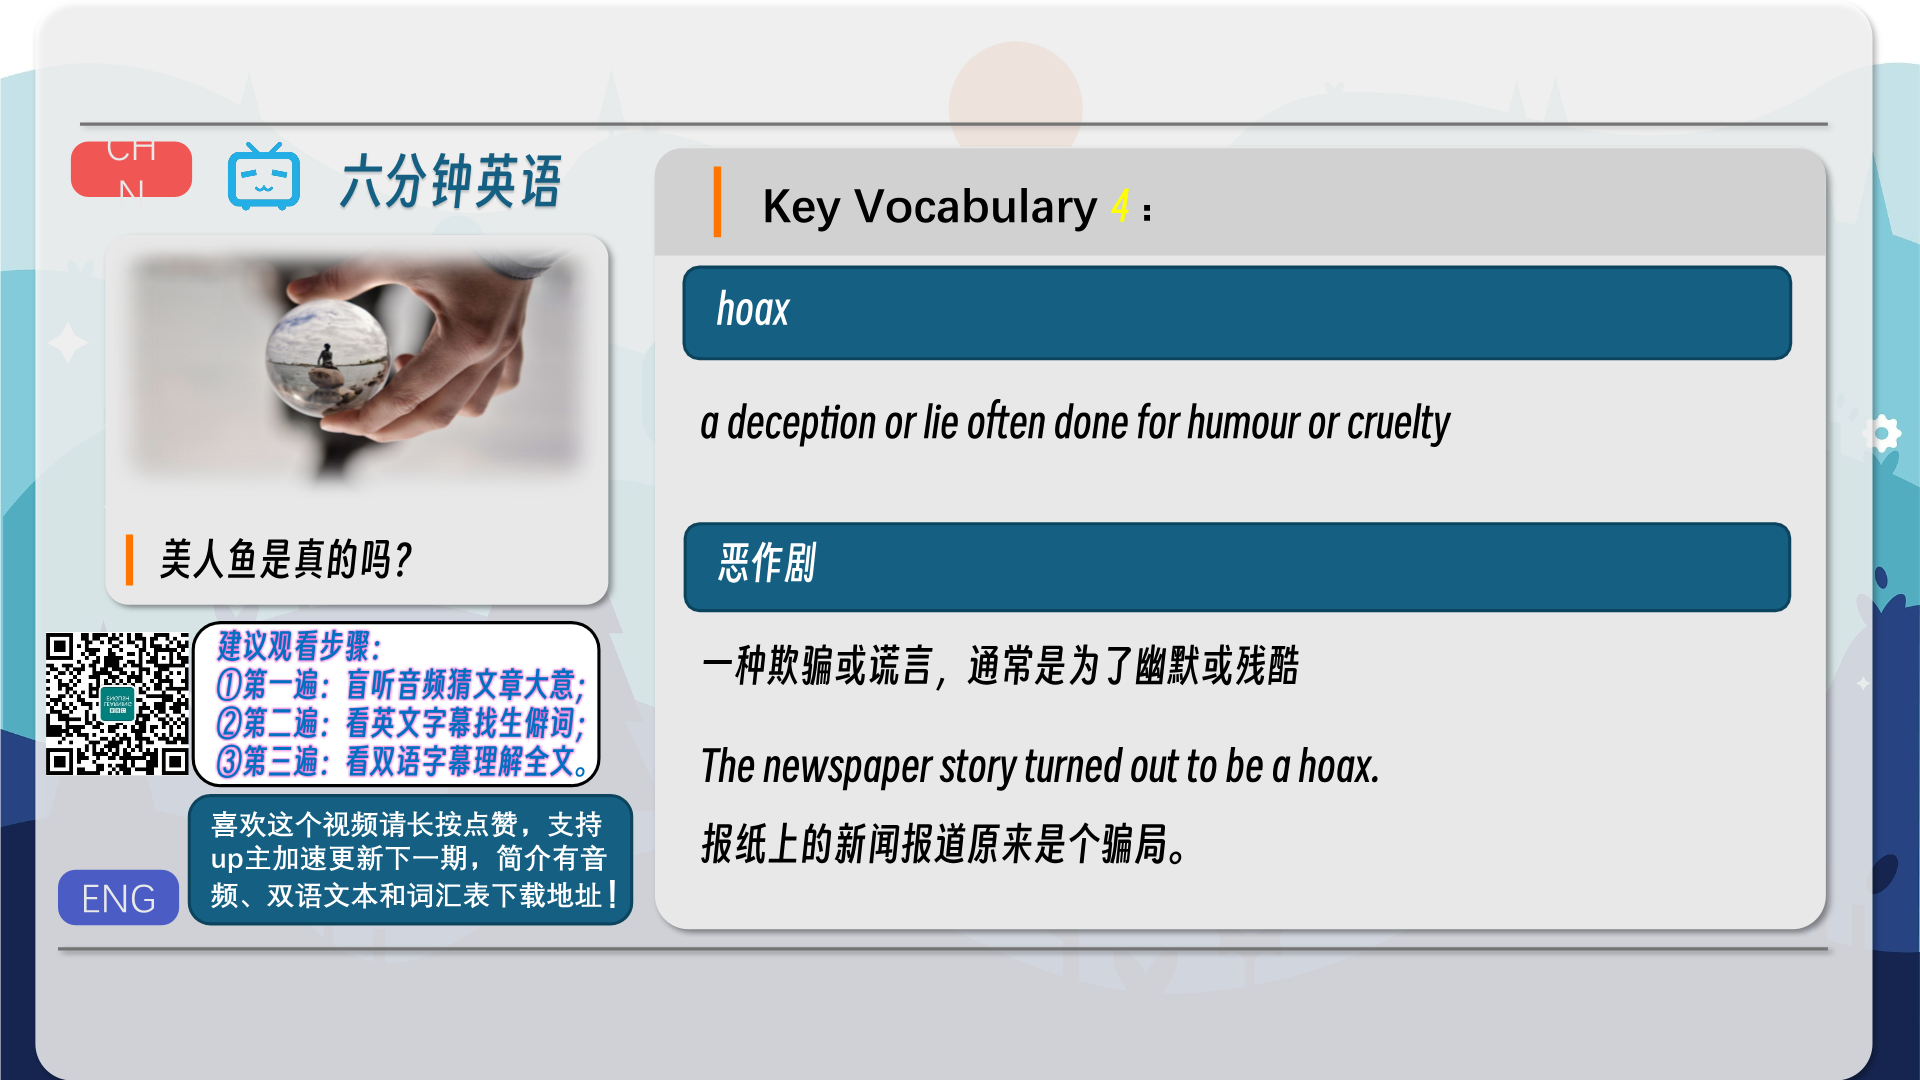 CH
N
六分钟英语
美人鱼是真的吗？
建议观看步骤：
①第一遍：盲听音频猜文章大意；
②第二遍：看英文字幕找生僻词；
③第三遍：看双语字幕理解全文。
喜欢这个视频请长按点赞，支持
up主加速更新下一期，简介有音
频、双语文本和词汇表下载地址！
ENG
Key Vocabulary 4：
hoax
a deception or lie often done for humour or cruelty
恶作剧
一种欺骗或谎言，通常是为了幽默或残酷
The newspaper story turned out to be a hoax.
报纸上的新闻报道原来是个骗局。